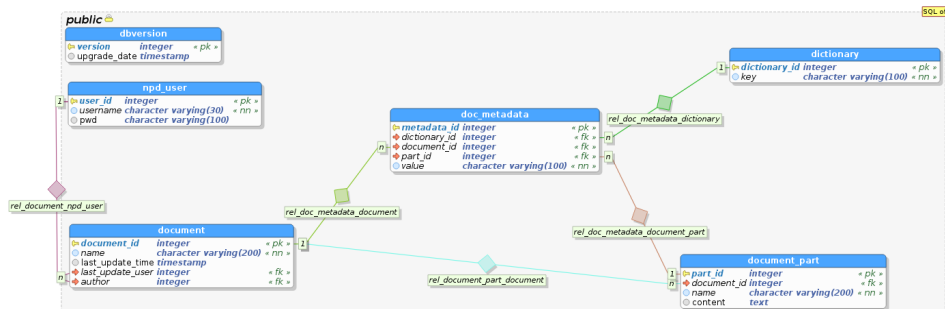 public
SQL of
dbversion
version integer « pk »
upgrade_date timestamp
dictionary
dictionary_id integer « pk »
key character varying(100) « nn »
npd_user
user_id integer « pk »
username character varying(30) « nn »
pwd character varying(100)
doc_metadata
metadata_id integer « pk »
dictionary_id integer « fk »
document_id integer « fk »
part_id integer « fk »
value character varying(100) « nn »
1
1
n
n
n
rel_doc_metadata_dictionary
rel_document_npd_user
rel_doc_metadata_document
rel_doc_metadata_document_part
document
document_id integer « pk »
name character varying(200) « nn »
last_update_time timestamp
last_update_user integer « fk »
author integer « fk »
1
n
rel_document_part_document
document_part
part_id integer « pk »
document_id integer « fk »
name character varying(200) « nn »
content text
1
n